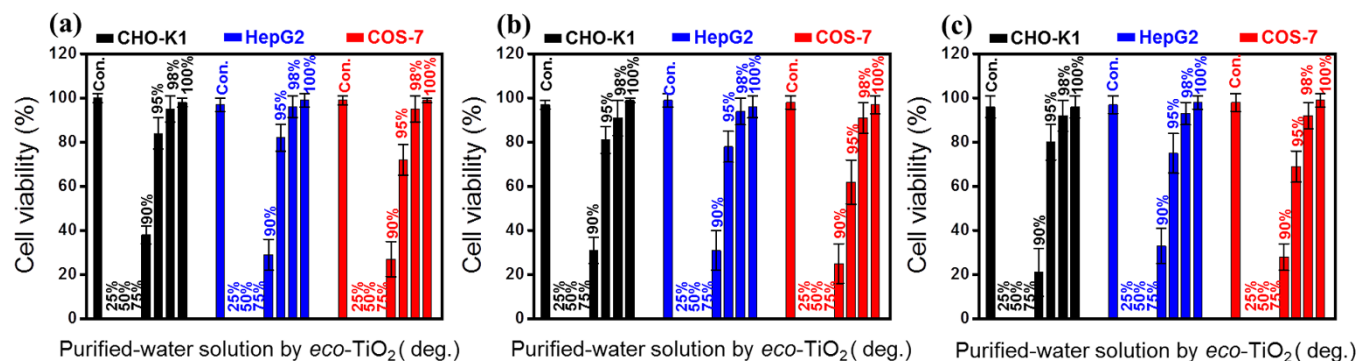 (a)
CHO-K1 HepG2 COS-7
Cell viability (%)
120
100
80
60
40
20
0
Con. 25% 50% 75% 90% 95% 98% 100%
Con. 25% 50% 75% 90% 95% 98% 100%
Con. 25% 50% 75% 90% 95% 98% 100%
Purified-water solution by eco-TiO2 ( deg.)
(b)
CHO-K1 HepG2 COS-7
Cell viability (%)
120
100
80
60
40
20
0
Con. 25% 50% 75% 90% 95% 98% 100%
Con. 25% 50% 75% 90% 95% 98% 100%
Con. 25% 50% 75% 90% 95% 98% 100%
Purified-water solution by eco-TiO2 ( deg.)
(c)
CHO-K1 HepG2 COS-7
Cell viability (%)
120
100
80
60
40
20
0
Con. 25% 50% 75% 90% 95% 98% 100%
Con. 25% 50% 75% 90% 95% 98% 100%
Con. 25% 50% 75% 90% 95% 98% 100%
Purified-water solution by eco-TiO2 ( deg.)